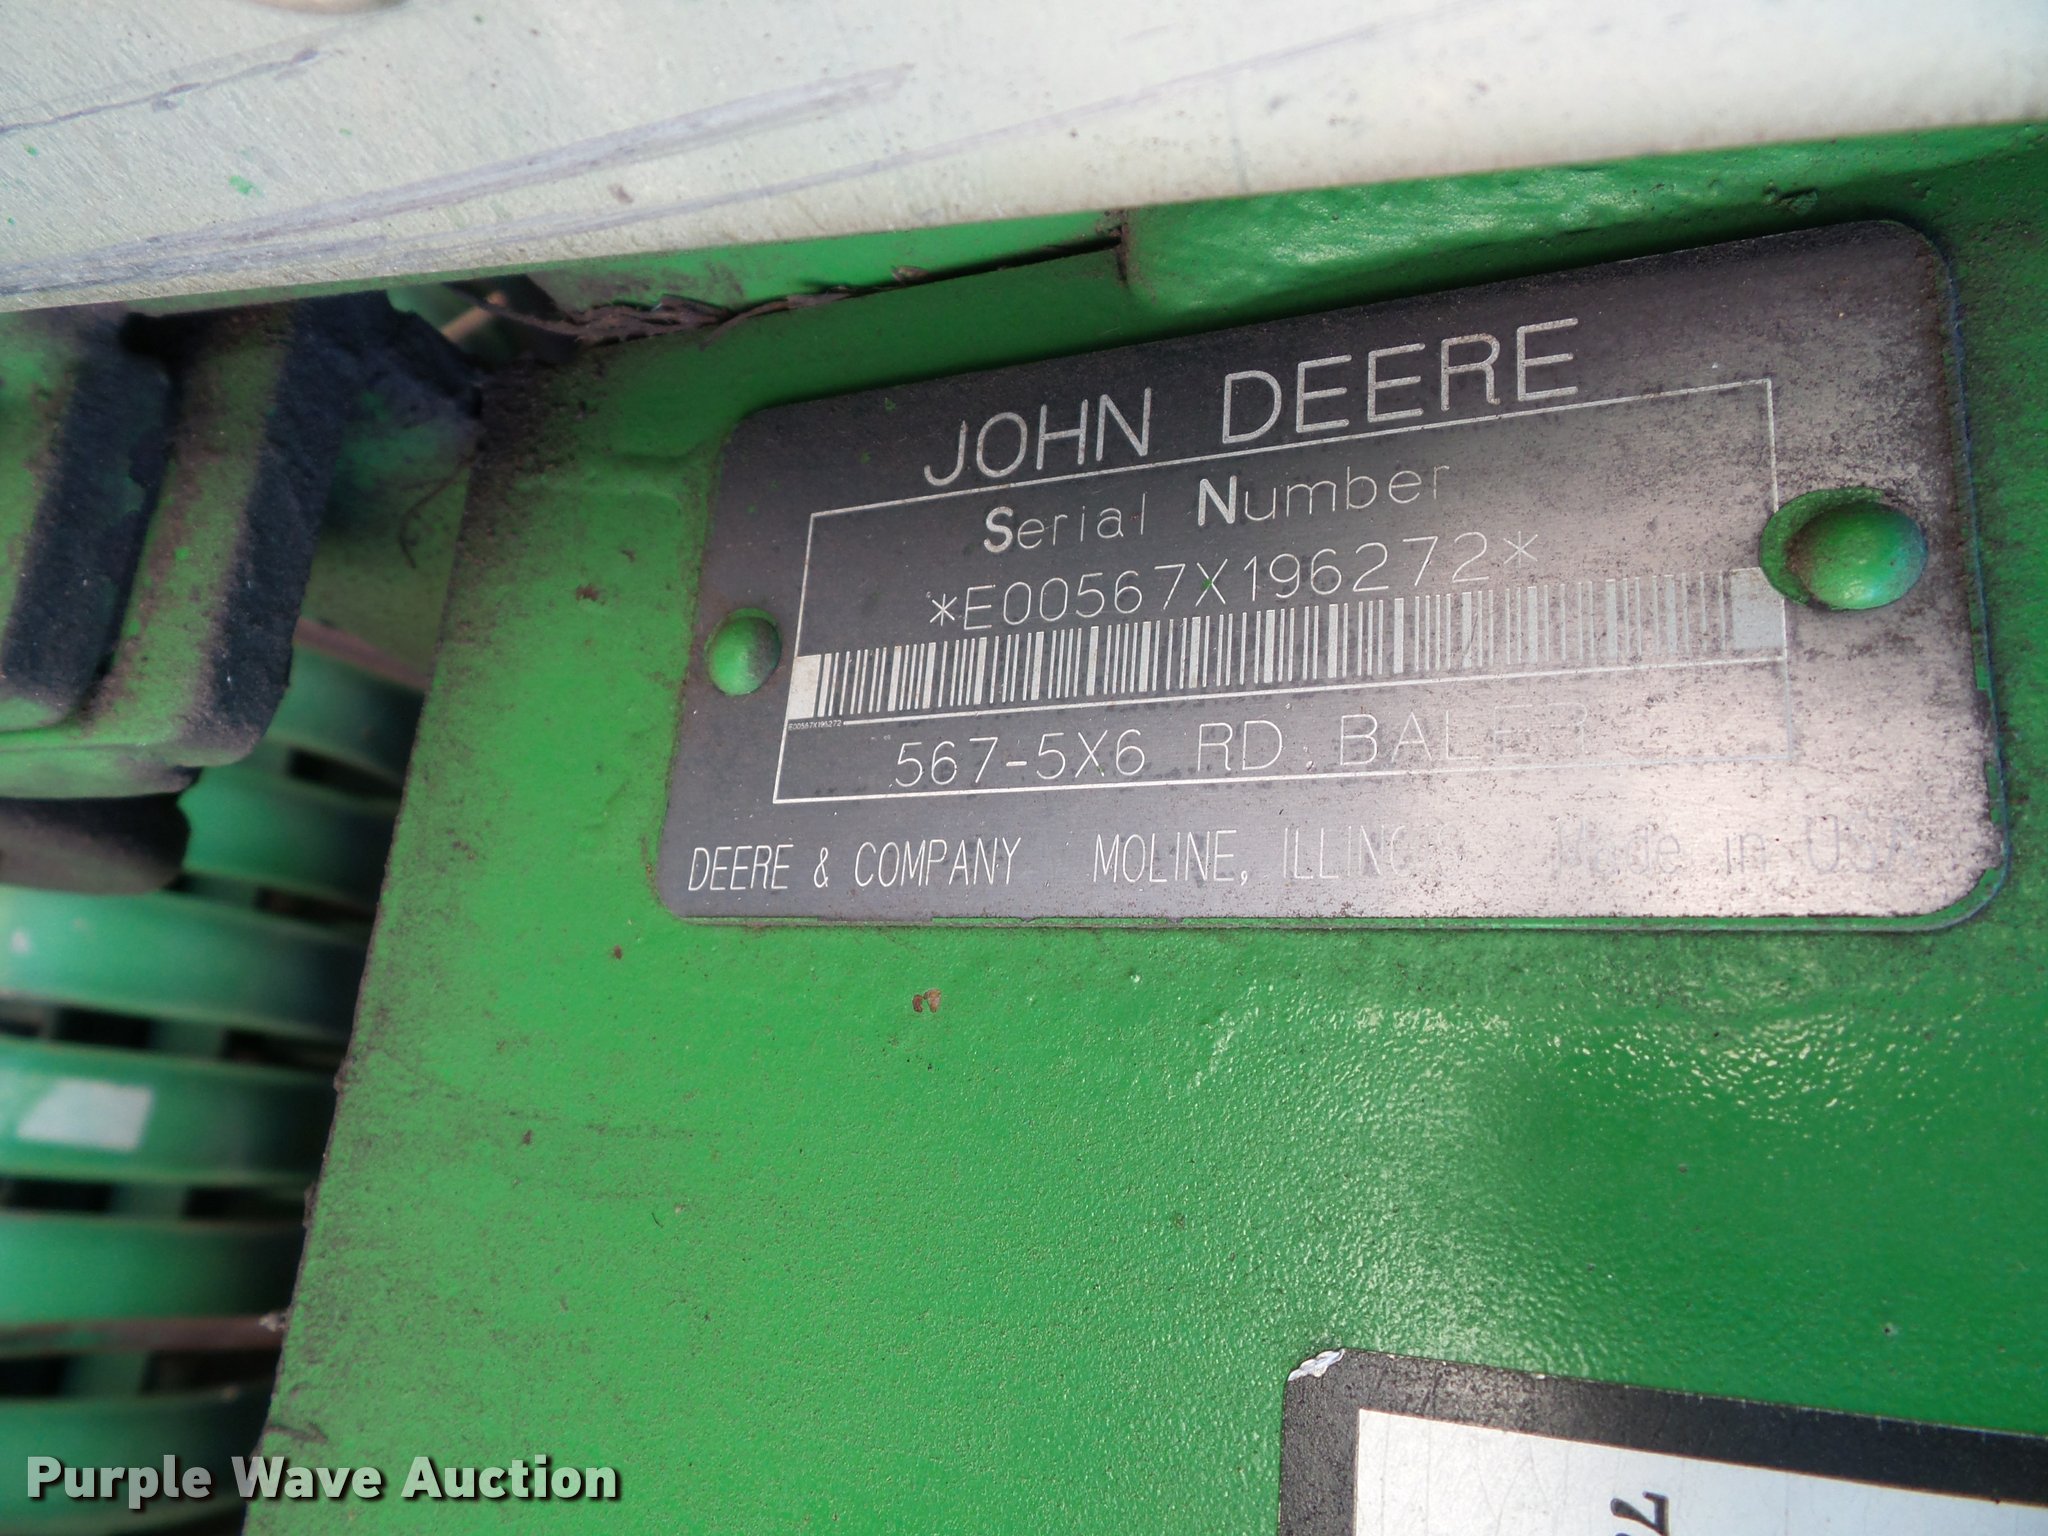 JOHN DEERE
Serial Number
*E00567X196272*
E00567X196272
567-5X6 RD BALER
DEERE & COMPANY MOLINE, ILLINOIS Made in USA
Purple Wave Auction